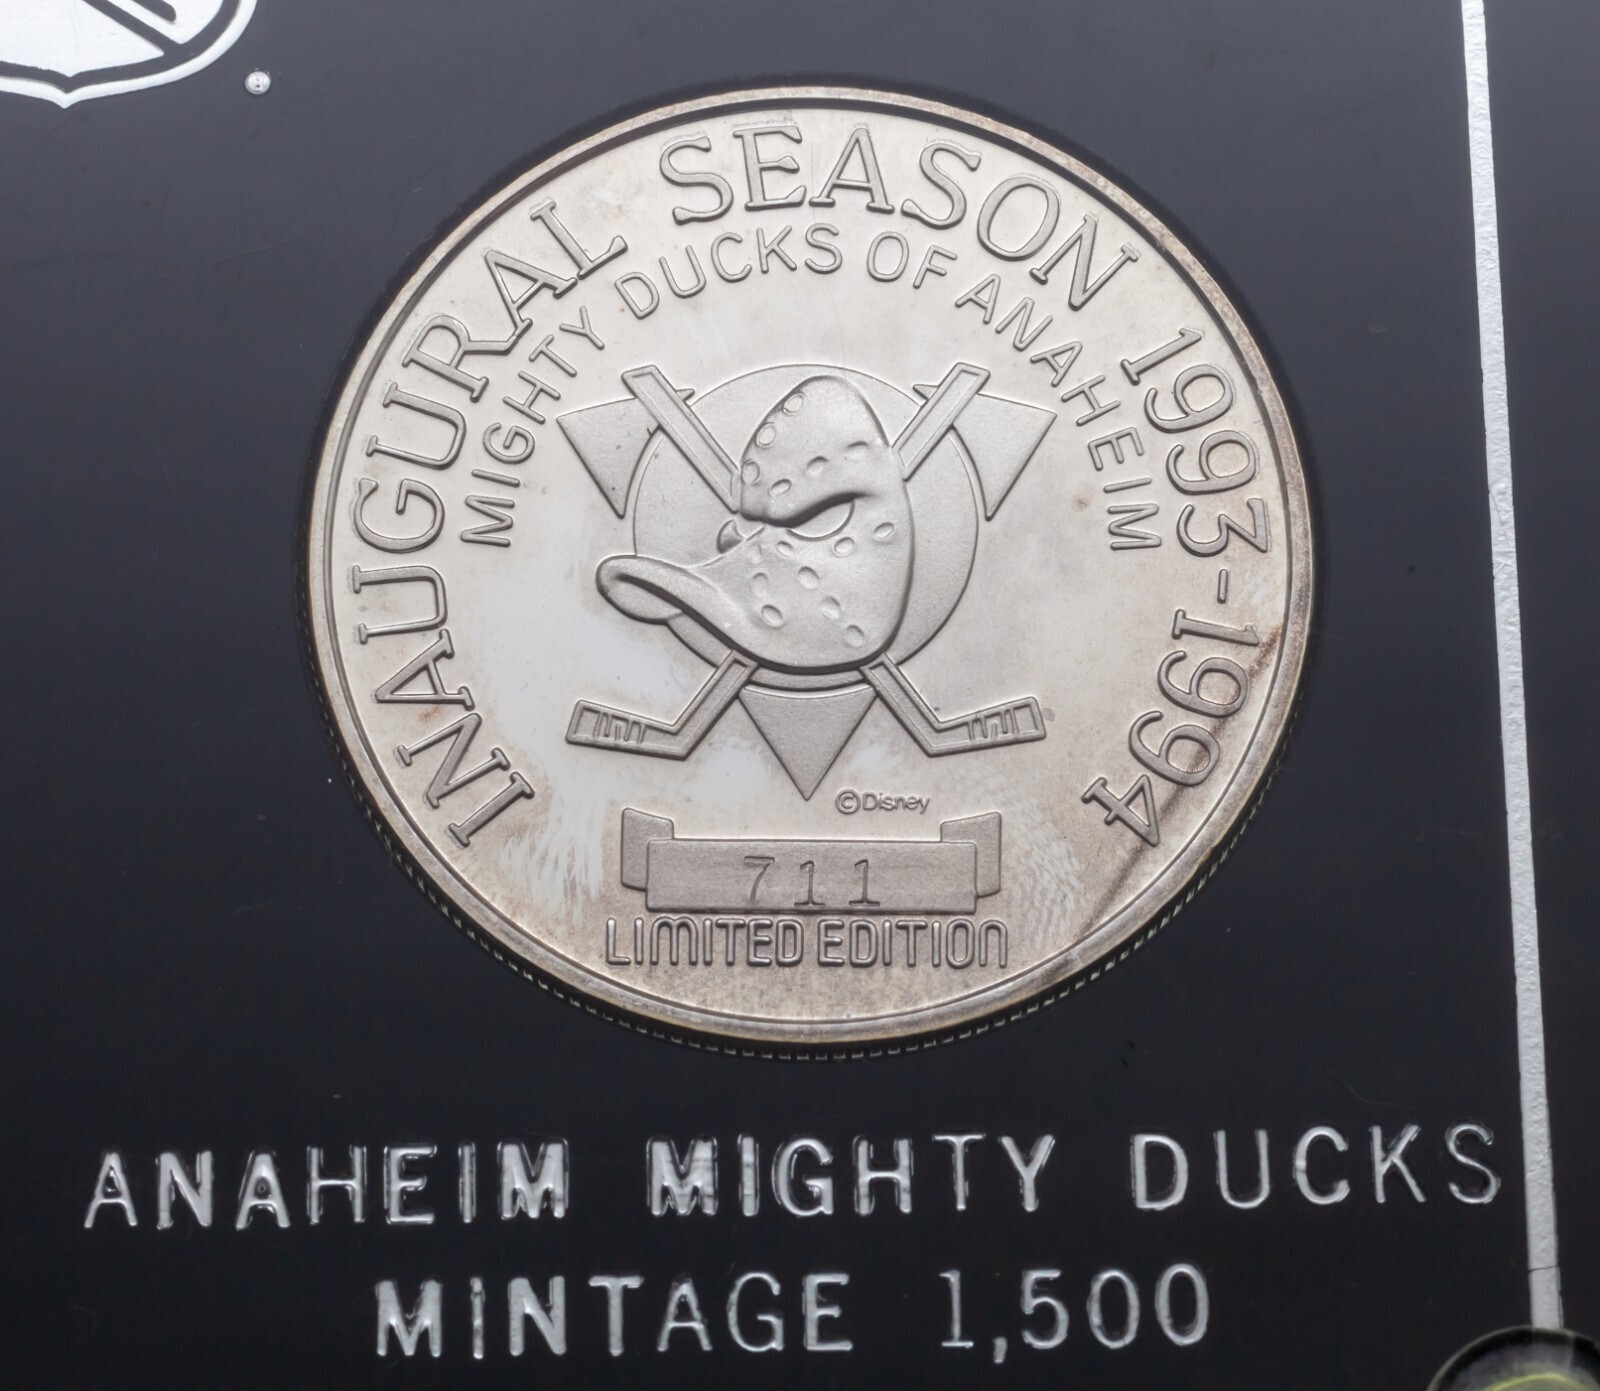 INAUGURAL SEASON 1993-1994
MIGHTY DUCKS OF ANAHEIM
©Disney
711
LIMITED EDITION
ANAHEIM MIGHTY DUCKS
MINTAGE 1,500